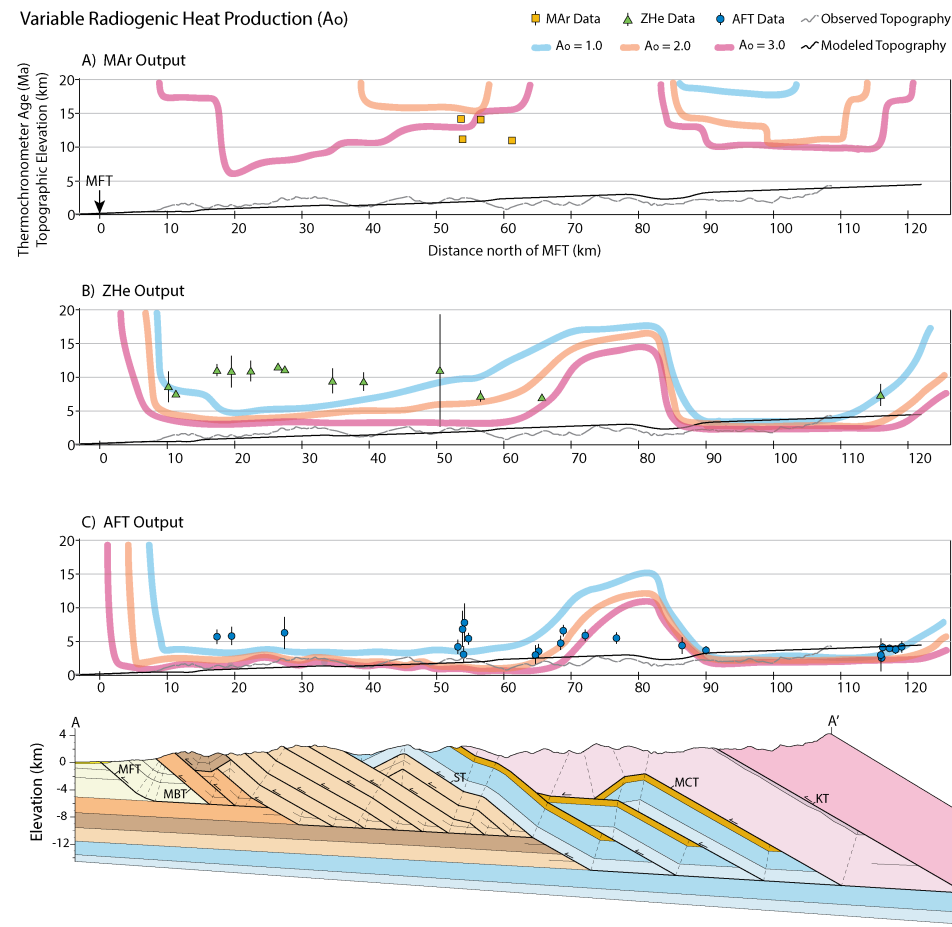 Variable Radiogenic Heat Production (Ao)
MAr Data ZHe Data AFT Data Observed Topography
Ao = 1.0 Ao = 2.0 Ao = 3.0 Modeled Topography
A) MAr Output
Thermochronometer Age (Ma)
Topographic Elevation (km)
20
15
10
5
0
MFT
0 10 20 30 40 50 60 70 80 90 100 110 120
Distance north of MFT (km)
B) ZHe Output
20
15
10
5
0
0 10 20 30 40 50 60 70 80 90 100 110 120
C) AFT Output
20
15
10
5
0
0 10 20 30 40 50 60 70 80 90 100 110 120
A A'
Elevation (km)
4
0
-4
-8
-12
MFT
MBT
ST
MCT
KT